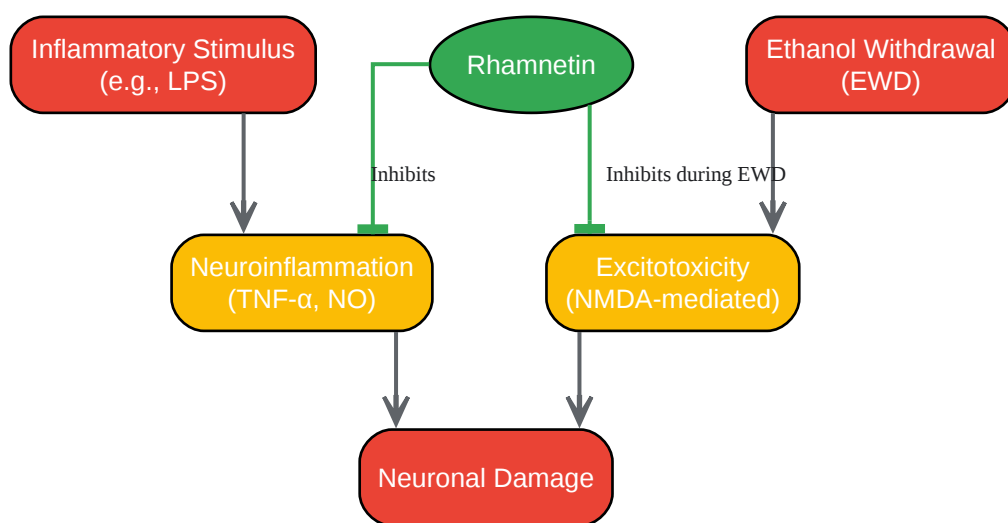 Inflammatory Stimulus
(e.g., LPS)
Rhamnetin
Ethanol Withdrawal
(EWD)
Inhibits
Inhibits during EWD
Neuroinflammation
(TNF-α, NO)
Excitotoxicity
(NMDA-mediated)
Neuronal Damage